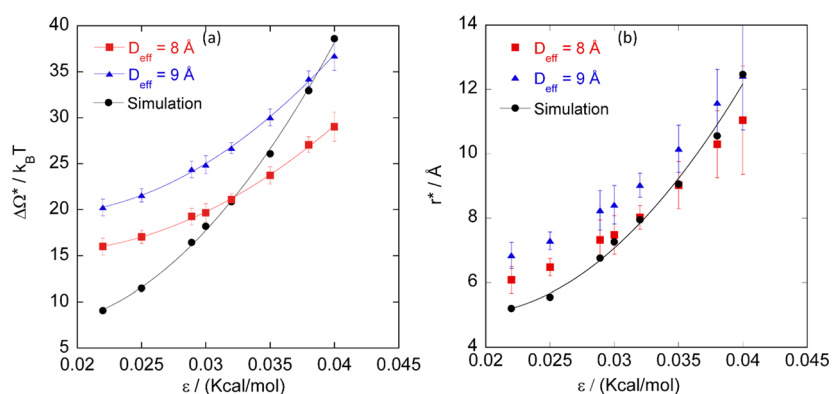 (a)
D_eff = 8 Å
D_eff = 9 Å
Simulation
40
35
30
25
20
15
10
5
ΔΩ* / k_B T
0.02 0.025 0.03 0.035 0.04 0.045
ε / (Kcal/mol)
(b)
D_eff = 8 Å
D_eff = 9 Å
Simulation
14
12
10
8
6
4
r* / Å
0.02 0.025 0.03 0.035 0.04 0.045
ε / (Kcal/mol)